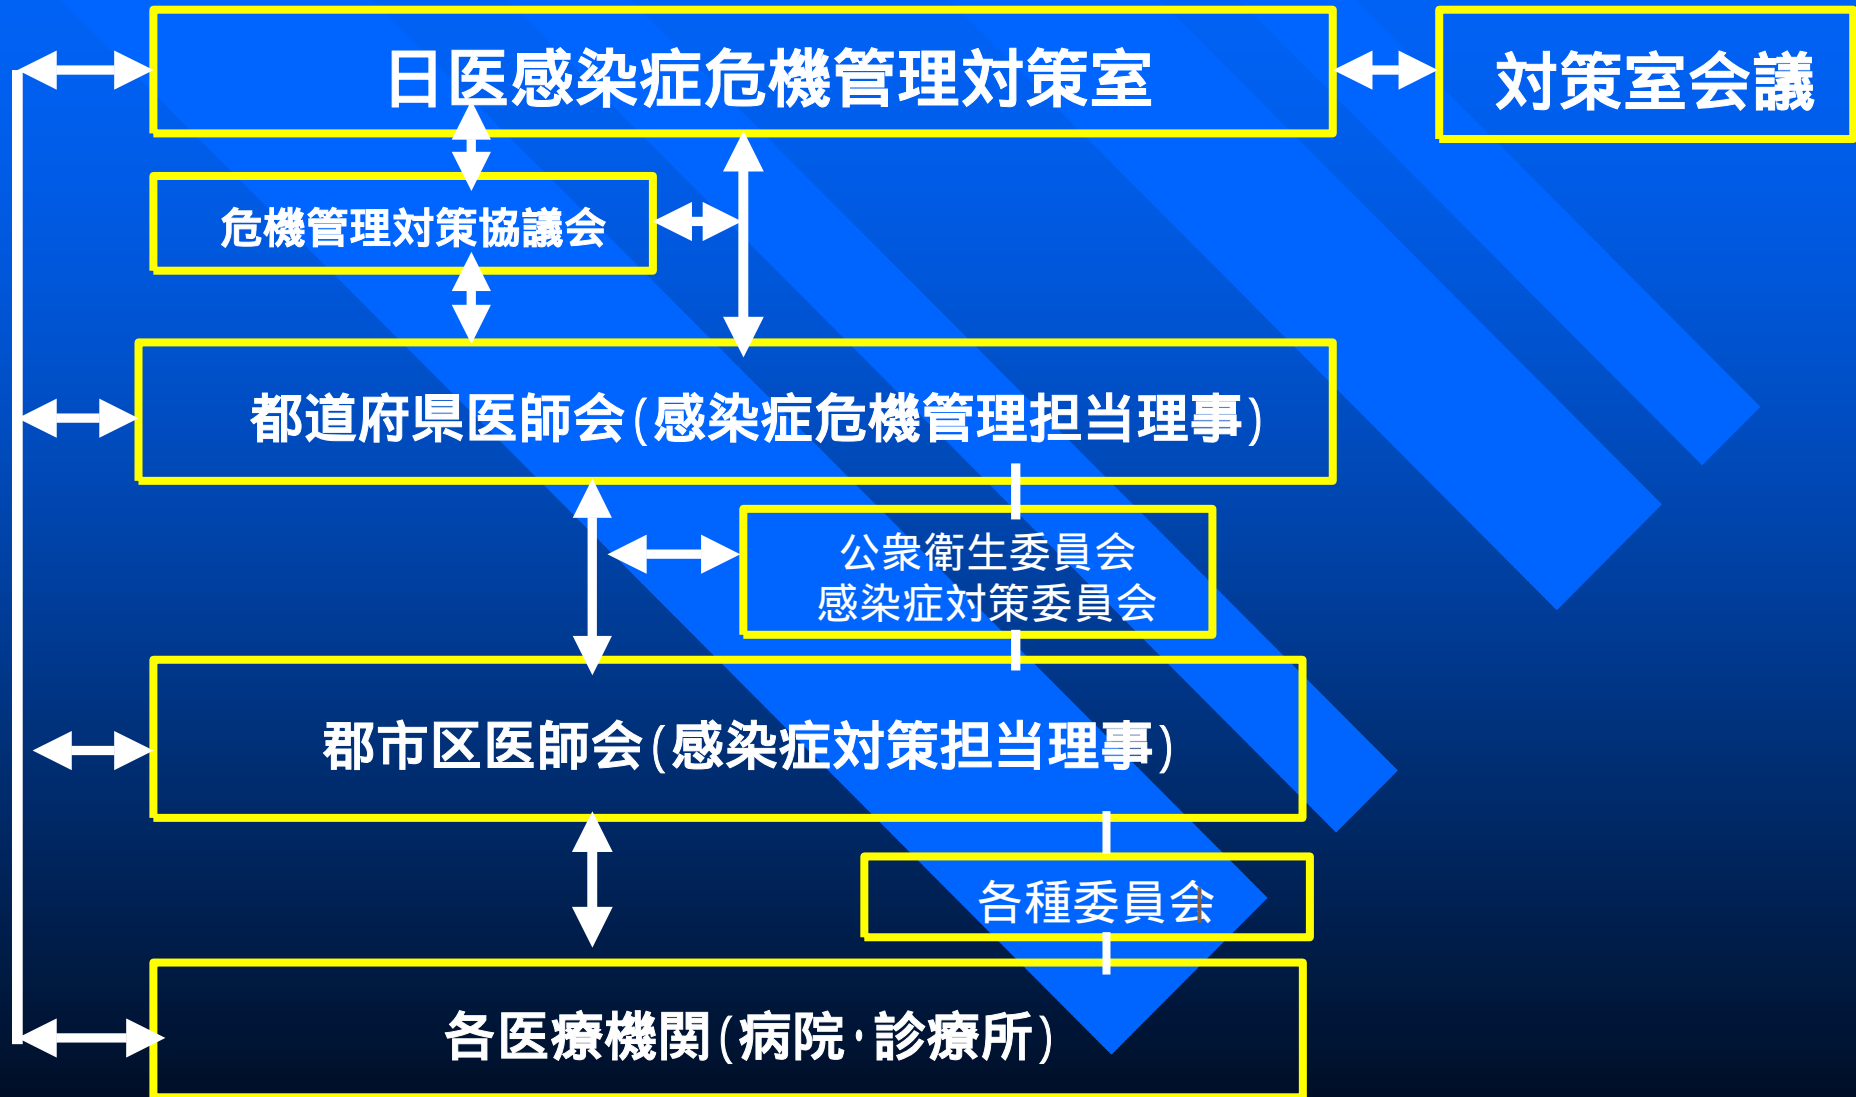 日医感染症危機管理対策室
対策室会議
危機管理対策協議会
都道府県医師会(感染症危機管理担当理事)
公衆衛生委員会
感染症対策委員会
郡市区医師会(感染症対策担当理事)
各種委員会
各医療機関(病院・診療所)